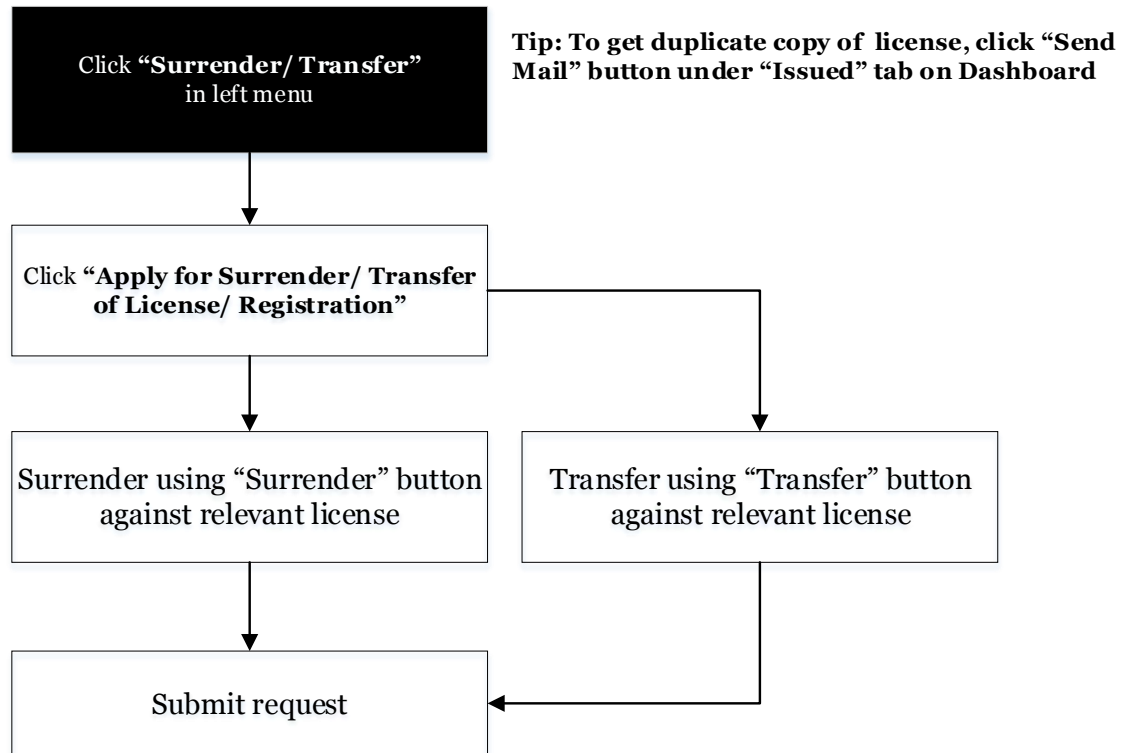 Click “Surrender/ Transfer”
in left menu
Tip: To get duplicate copy of license, click “Send
Mail” button under “Issued” tab on Dashboard
Click “Apply for Surrender/ Transfer
of License/ Registration”
Surrender using “Surrender” button
against relevant license
Transfer using “Transfer” button
against relevant license
Submit request